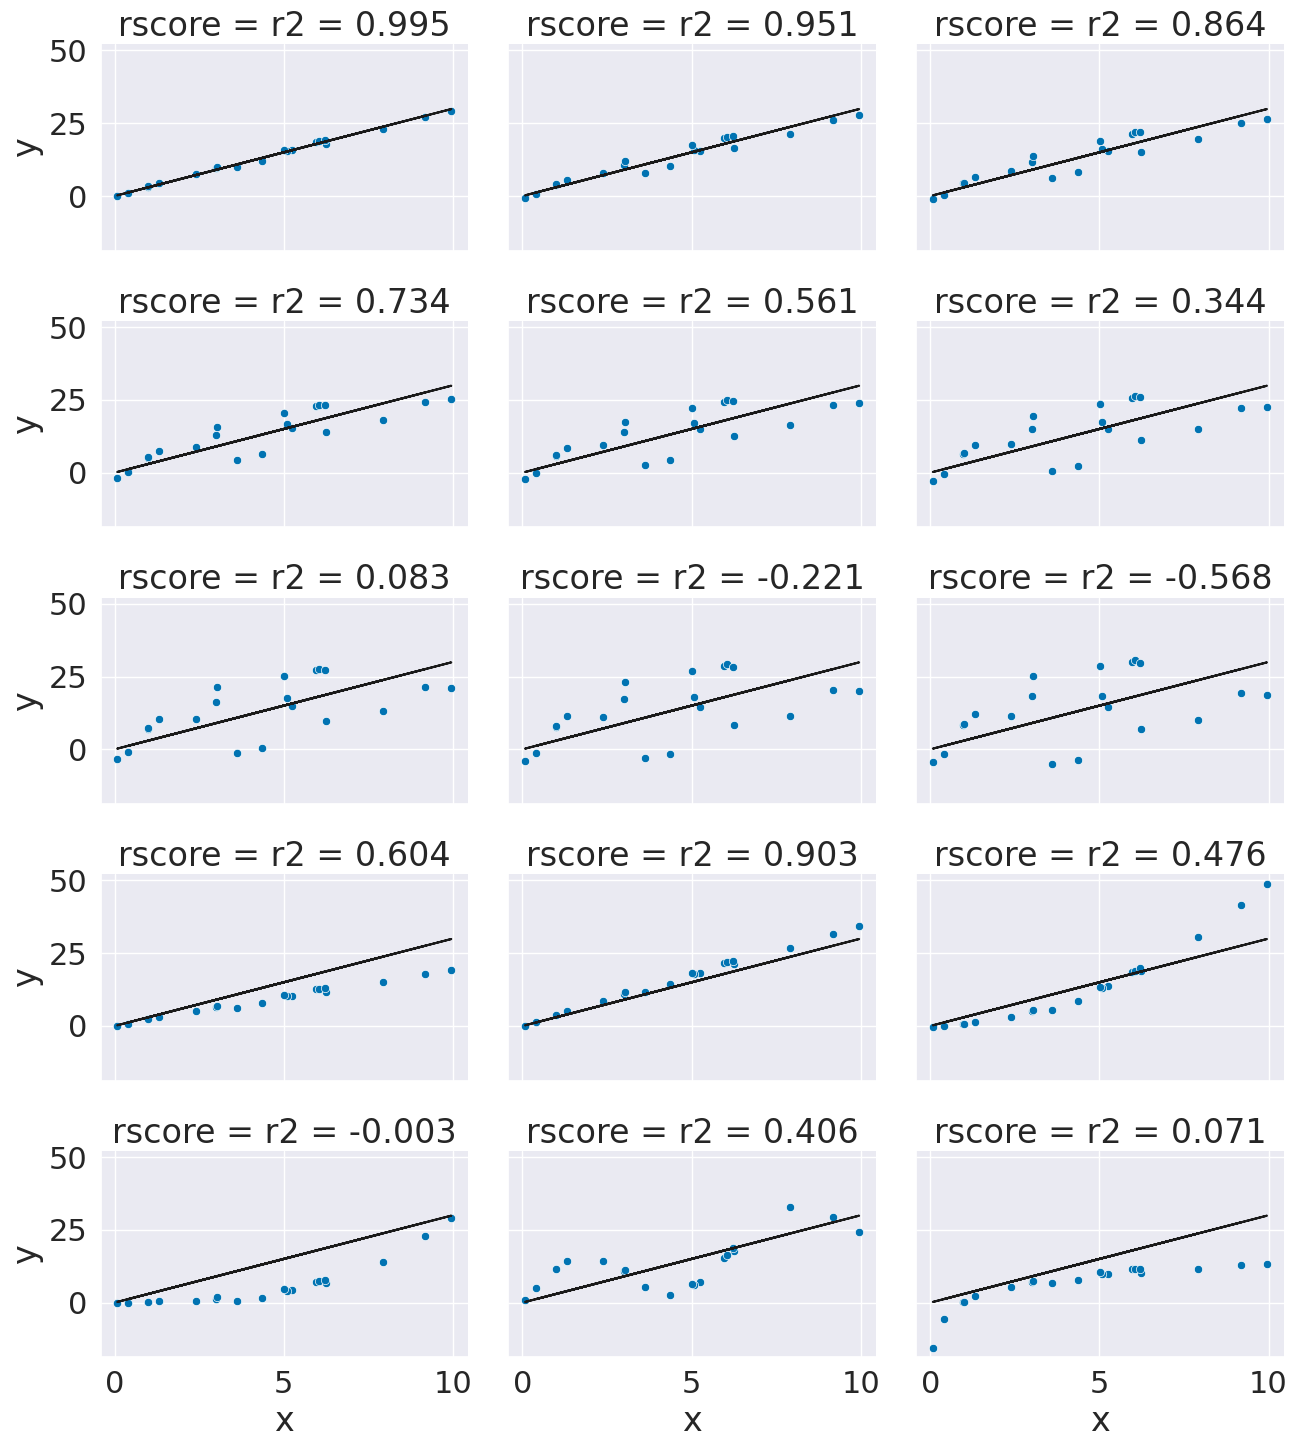 rscore = r2 = 0.995 rscore = r2 = 0.951 rscore = r2 = 0.864
50
25
0
y
rscore = r2 = 0.734 rscore = r2 = 0.561 rscore = r2 = 0.344
50
25
0
y
rscore = r2 = 0.083 rscore = r2 = -0.221 rscore = r2 = -0.568
50
25
0
y
rscore = r2 = 0.604 rscore = r2 = 0.903 rscore = r2 = 0.476
50
25
0
y
rscore = r2 = -0.003 rscore = r2 = 0.406 rscore = r2 = 0.071
50
25
0
y
0 5 10 0 5 10 0 5 10
x x x